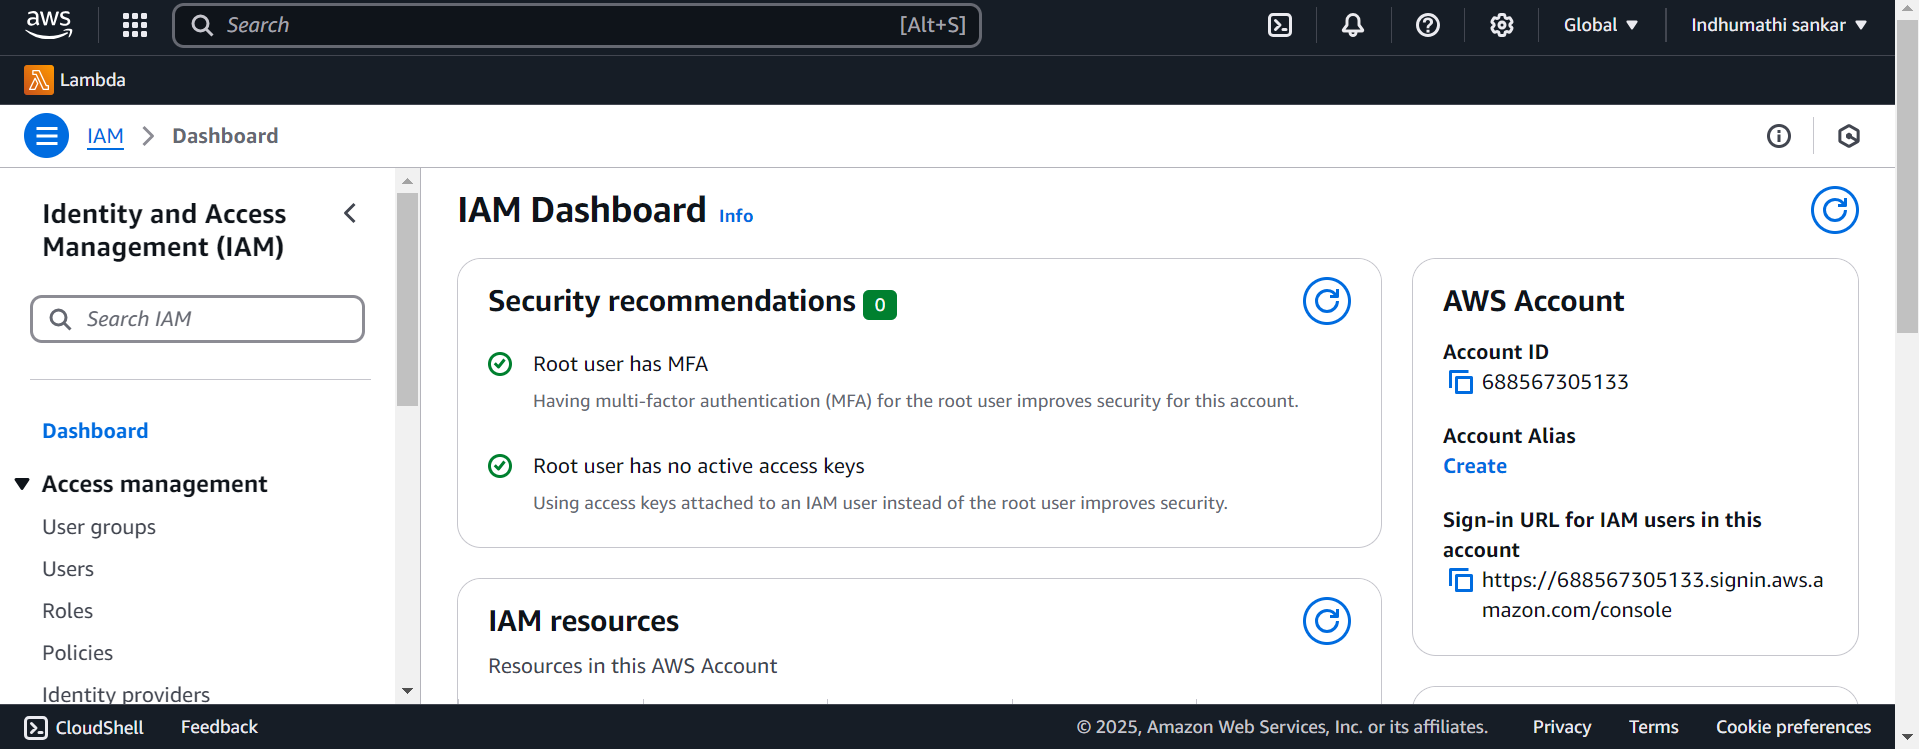 aws
Search [Alt+S]
Global
Indhumathi sankar
Lambda
IAM
Dashboard
Identity and Access
Management (IAM)
Search IAM
Dashboard
Access management
User groups
Users
Roles
Policies
Identity providers
IAM Dashboard Info
Security recommendations 0
Root user has MFA
Having multi-factor authentication (MFA) for the root user improves security for this account.
Root user has no active access keys
Using access keys attached to an IAM user instead of the root user improves security.
IAM resources
Resources in this AWS Account
AWS Account
Account ID
688567305133
Account Alias
Create
Sign-in URL for IAM users in this
account
https://688567305133.signin.aws.a
mazon.com/console
CloudShell
Feedback
© 2025, Amazon Web Services, Inc. or its affiliates.
Privacy
Terms
Cookie preferences